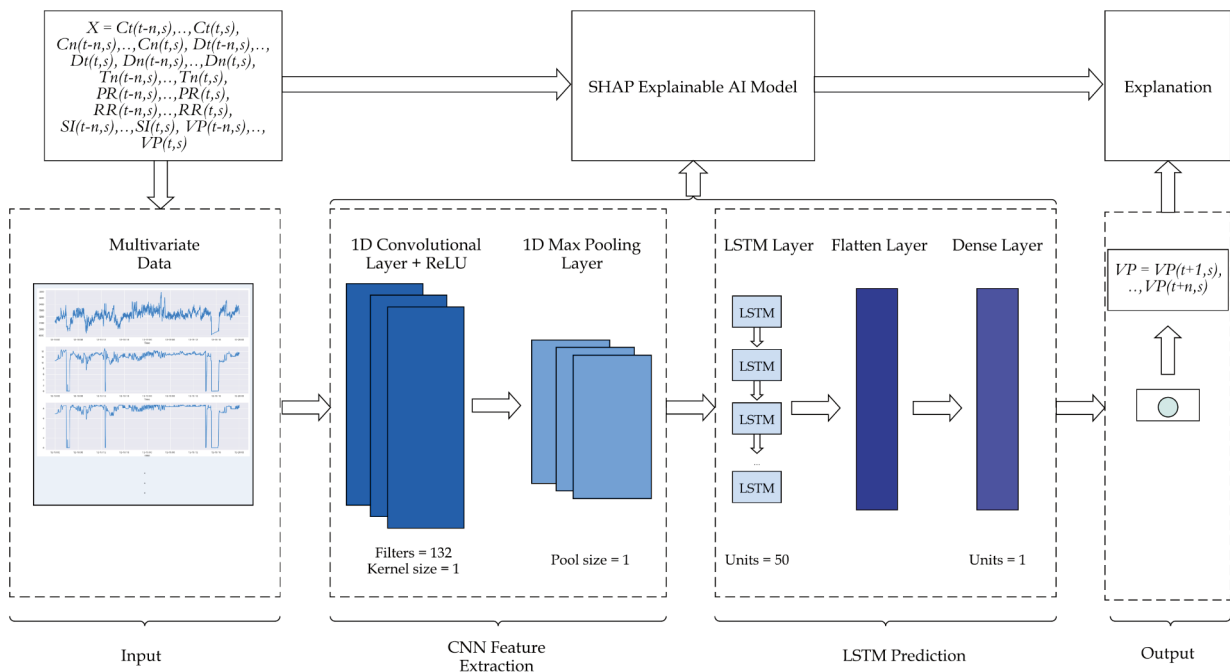 X = Ct(t-n,s),..,Ct(t,s),
Cn(t-n,s),..,Cn(t,s), Dt(t-n,s),..,
Dt(t,s), Dn(t-n,s),..,Dn(t,s),
Tn(t-n,s),..,Tn(t,s),
PR(t-n,s),..,PR(t,s),
RR(t-n,s),..,RR(t,s),
SI(t-n,s),..,SI(t,s), VP(t-n,s),..,
VP(t,s)
SHAP Explainable AI Model
Explanation
Multivariate
Data
1D Convolutional
Layer + ReLU
1D Max Pooling
Layer
LSTM Layer
Flatten Layer
Dense Layer
VP = VP(t+1,s),
..,VP(t+n,s)
LSTM
LSTM
LSTM
...
LSTM
Filters = 132
Kernel size = 1
Pool size = 1
Units = 50
Units = 1
Input
CNN Feature
Extraction
LSTM Prediction
Output